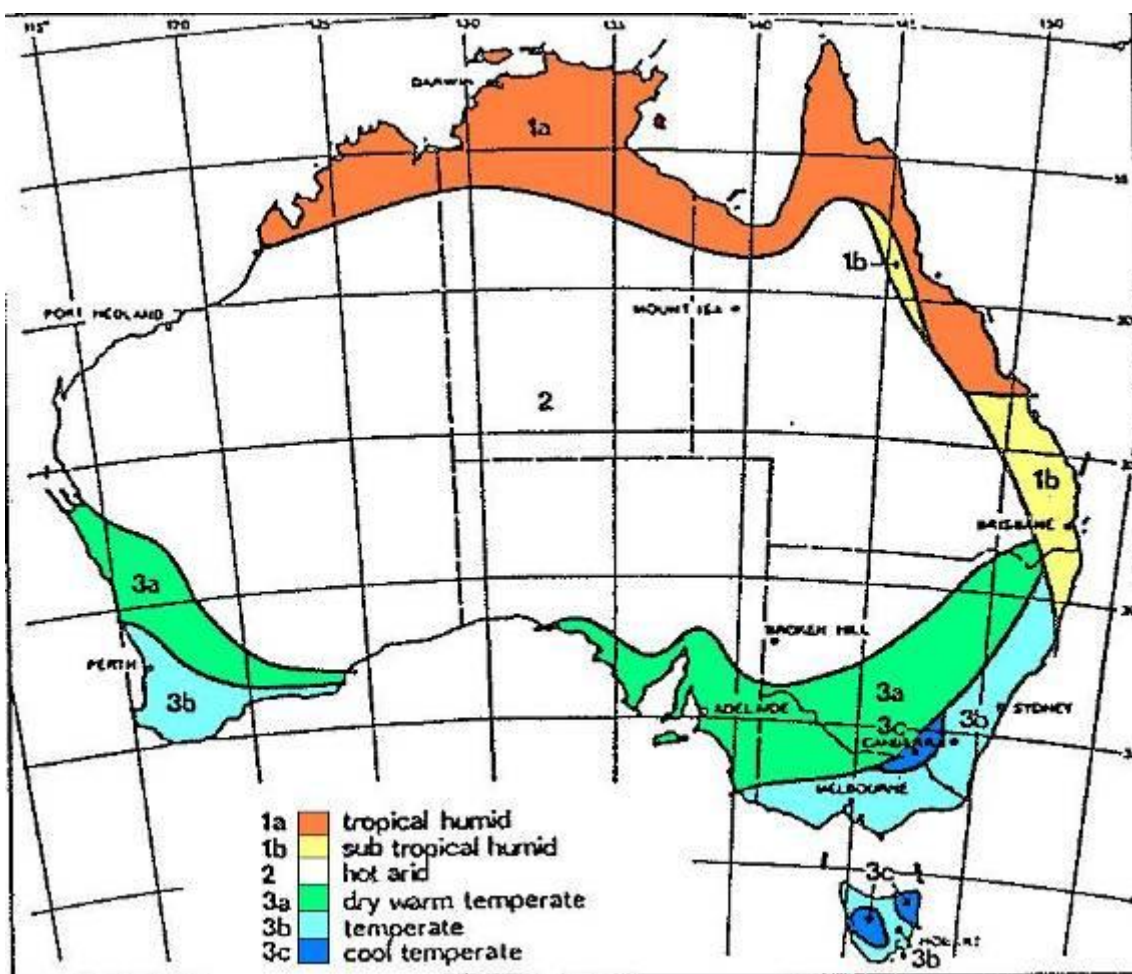 115° 120 125 130 135 140 145 150
DARWIN
1a
15
1b
PORT HEDLAND
MOUNT ISA
20
2
1b
BRISBANE
3a
BROKEN HILL
PERTH
3b
3a
ADELAIDE
3c
3b
SYDNEY
CANBERRA
MELBOURNE
1a tropical humid
1b sub tropical humid
2 hot arid
3a dry warm temperate
3b temperate
3c cool temperate
3c
HOBART
3b